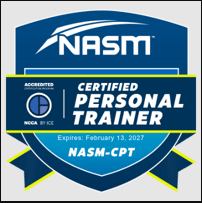 NASM
ACCREDITED
NCCA BY ICE
CERTIFIED
PERSONAL
TRAINER
Expires: February 13, 2027
NASM-CPT